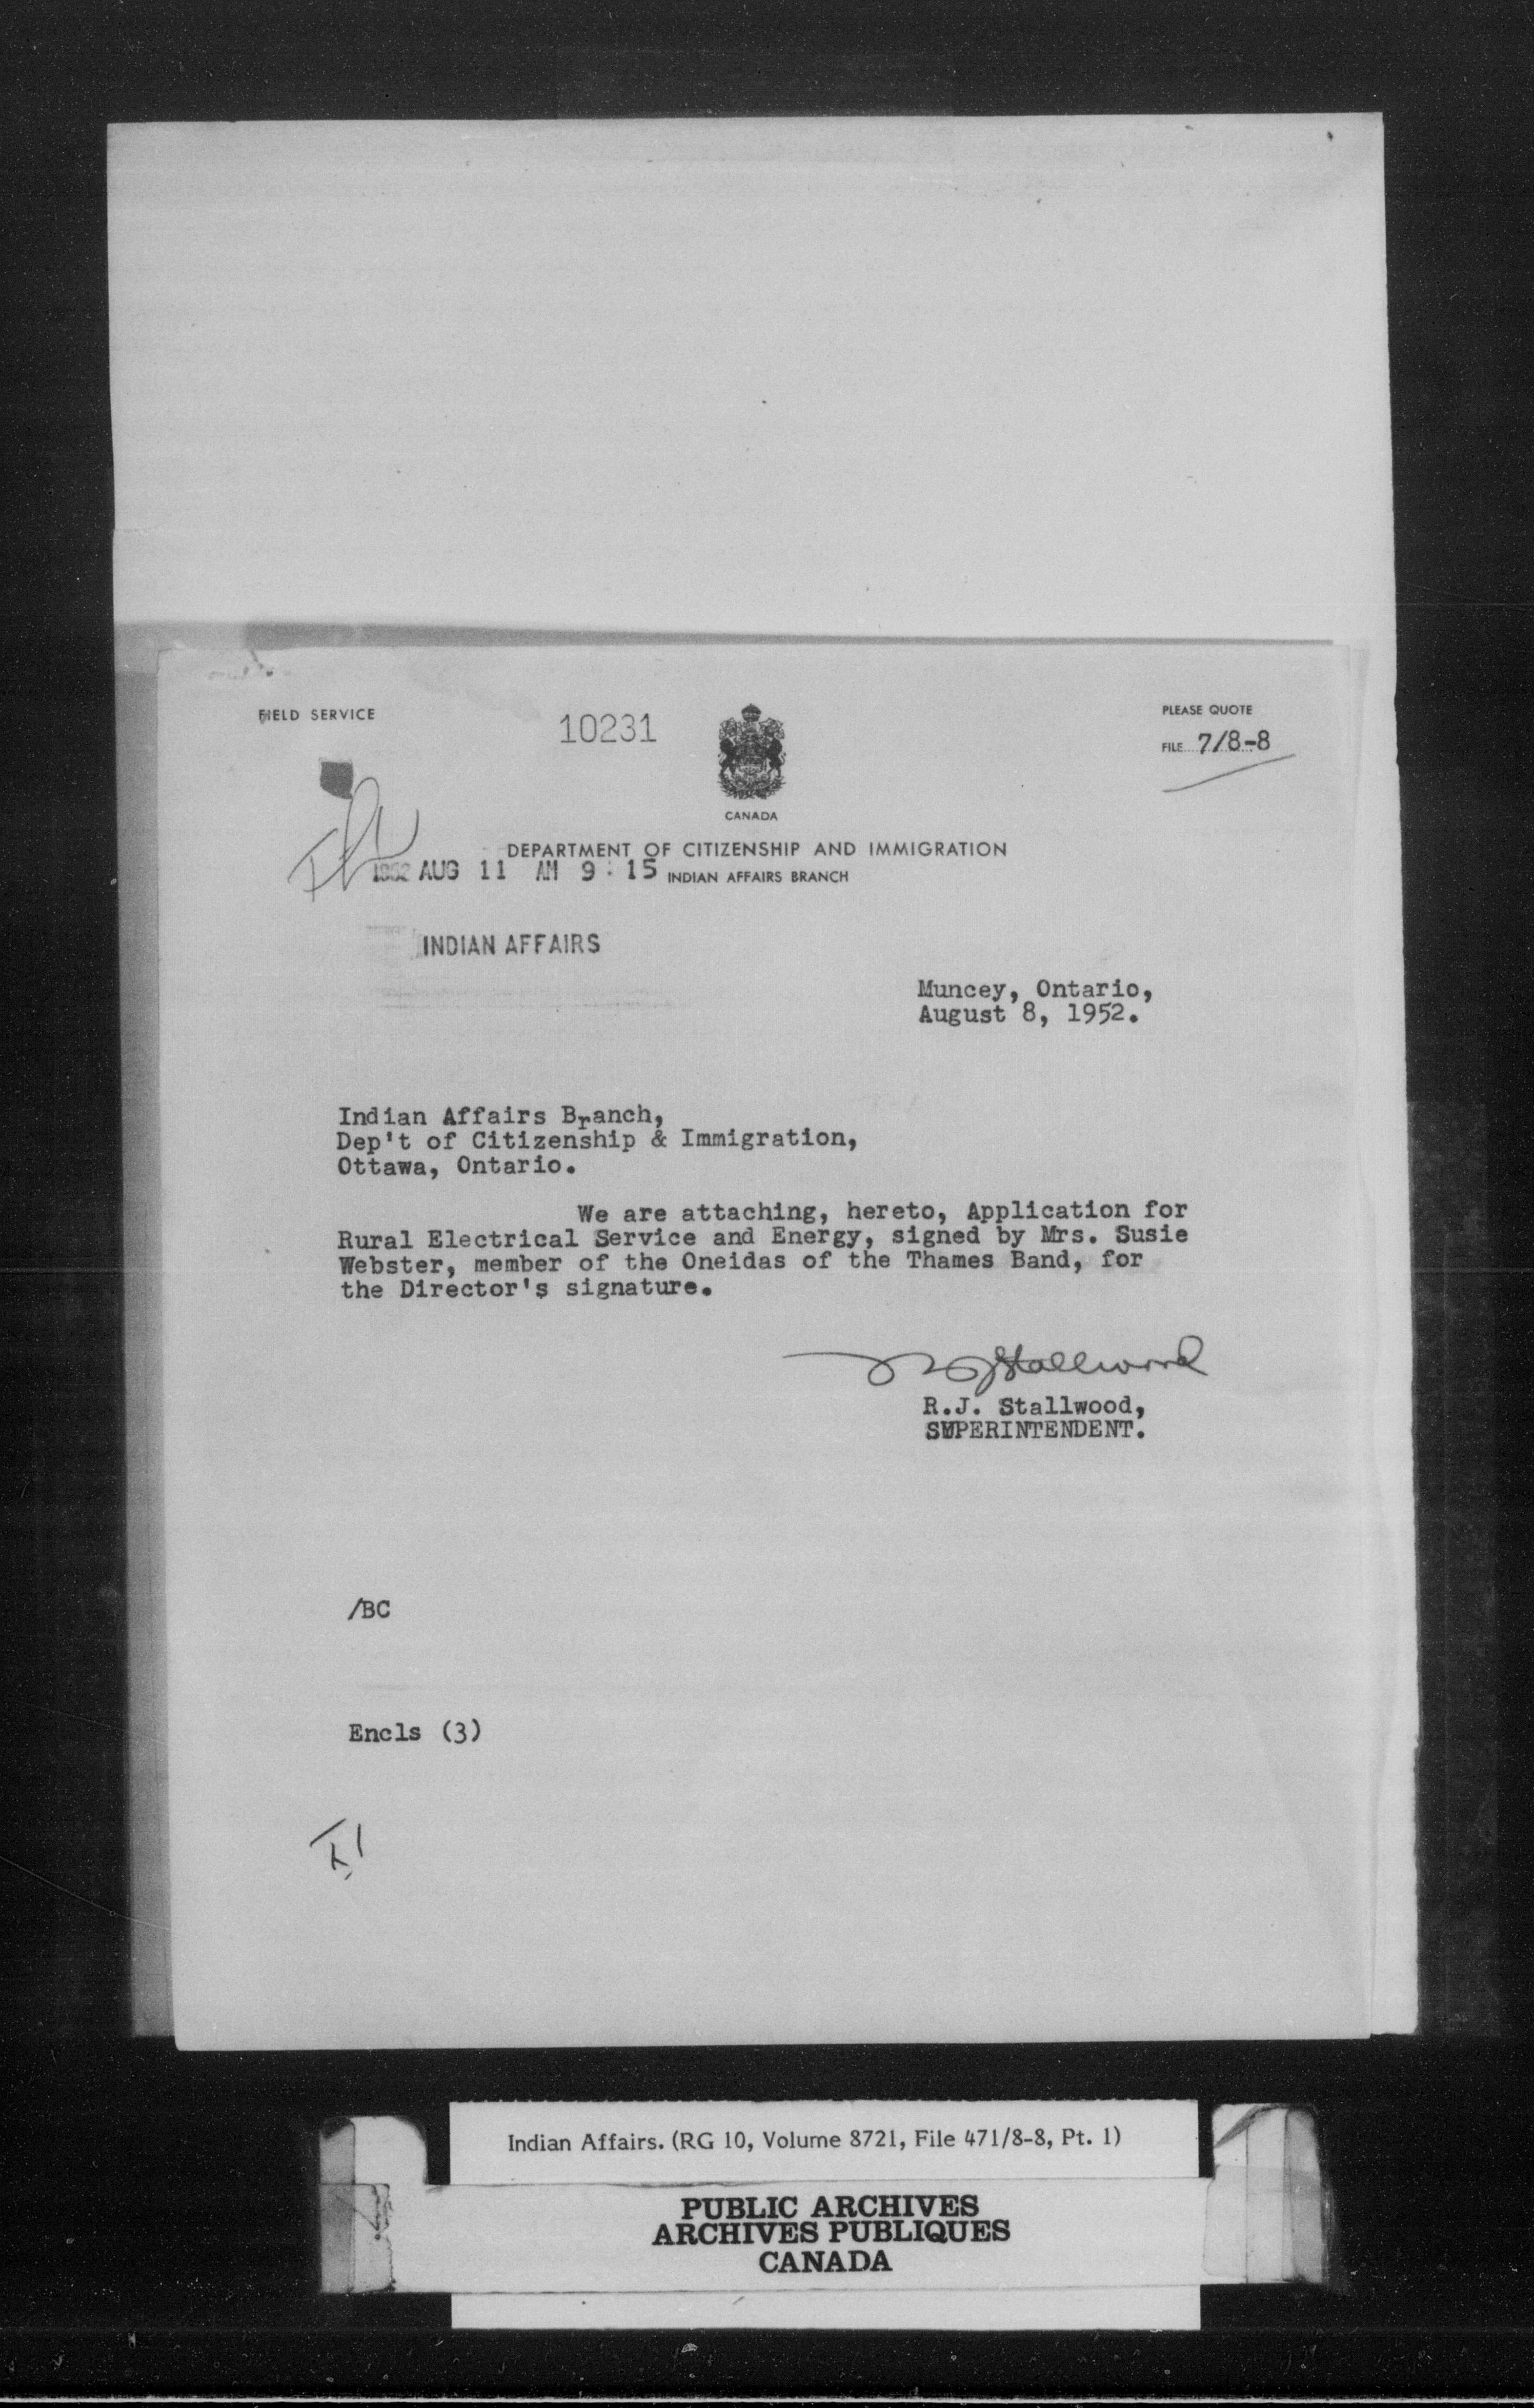 FIELD SERVICE
10231
PLEASE QUOTE
FILE 7/8-8
CANADA
DEPARTMENT OF CITIZENSHIP AND IMMIGRATION
1952 AUG 11 AM 9:15
INDIAN AFFAIRS BRANCH
INDIAN AFFAIRS
Muncey, Ontario,
August 8, 1952.
Indian Affairs Branch,
Dep't of Citizenship & Immigration,
Ottawa, Ontario.
We are attaching, hereto, Application for
Rural Electrical Service and Energy, signed by Mrs. Susie
Webster, member of the Oneidas of the Thames Band, for
the Director's signature.
RJStallwood
R.J. Stallwood,
SUPERINTENDENT.
/BC
Encls (3)
Indian Affairs. (RG 10, Volume 8721, File 471/8-8, Pt. 1)
PUBLIC ARCHIVES
ARCHIVES PUBLIQUES
CANADA